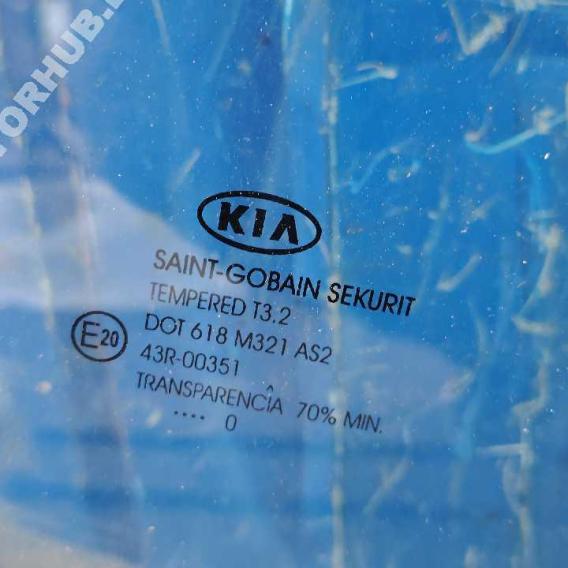 KIA
SAINT-GOBAIN SEKURIT
TEMPERED T3.2
DOT 618 M321 AS2
E20
43R-00351
TRANSPARENCÎA 70% MIN.
.... 0